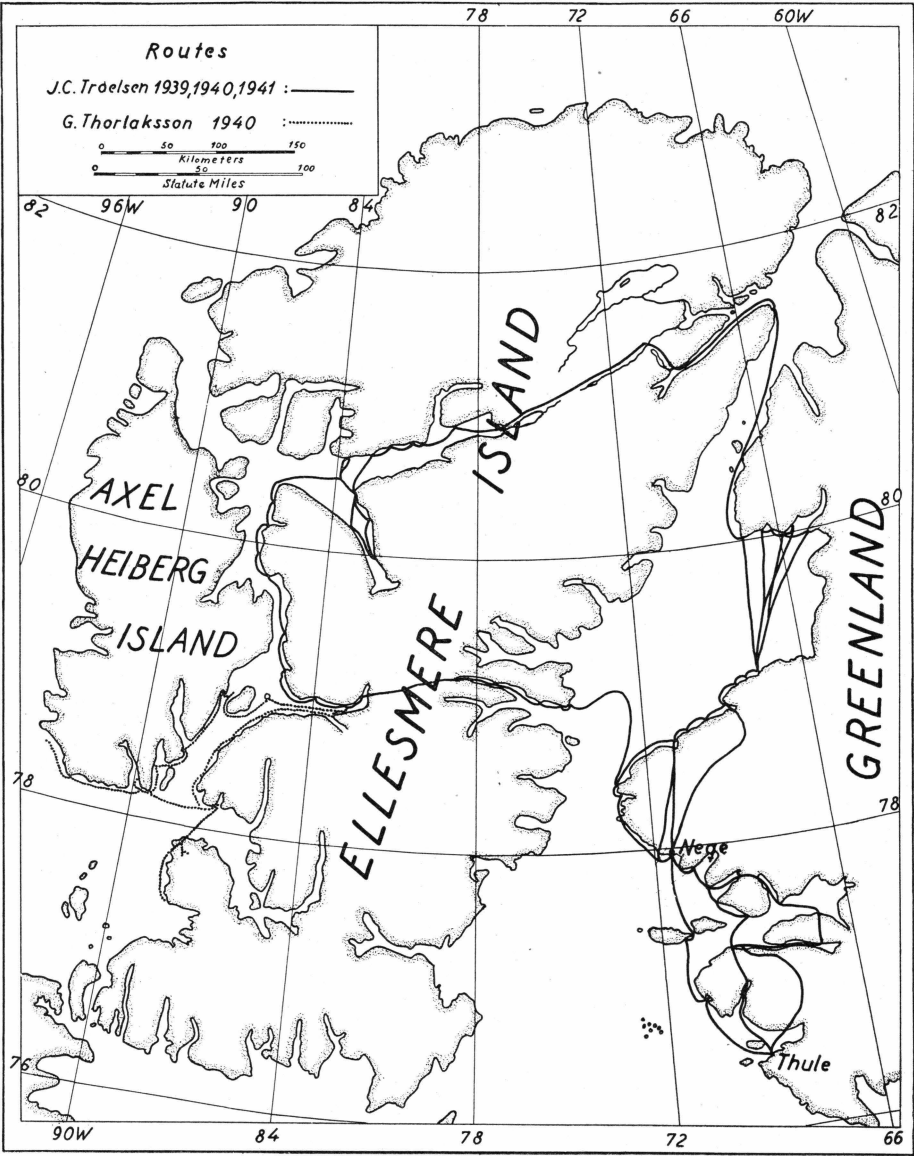 78 72 66 60W
Routes
J.C. Troelsen 1939,1940,1941 :
G. Thorlaksson 1940 :
0 50 100 150
Kilometers
0 50 100
Statute Miles
82 96W 90 84 82
ISLAND
80 AXEL 80
HEIBERG
ISLAND
ELLESMERE
GREENLAND
78 78
Neqe
76
Thule
90W 84 78 72 66